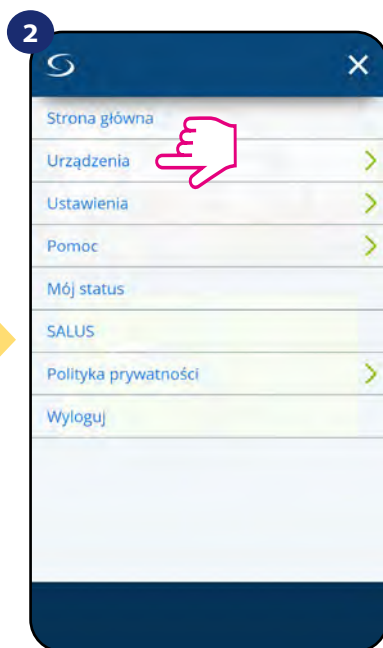 2
Strona główna
Urządzenia
Ustawienia
Pomoc
Mój status
SALUS
Polityka prywatności
Wyloguj